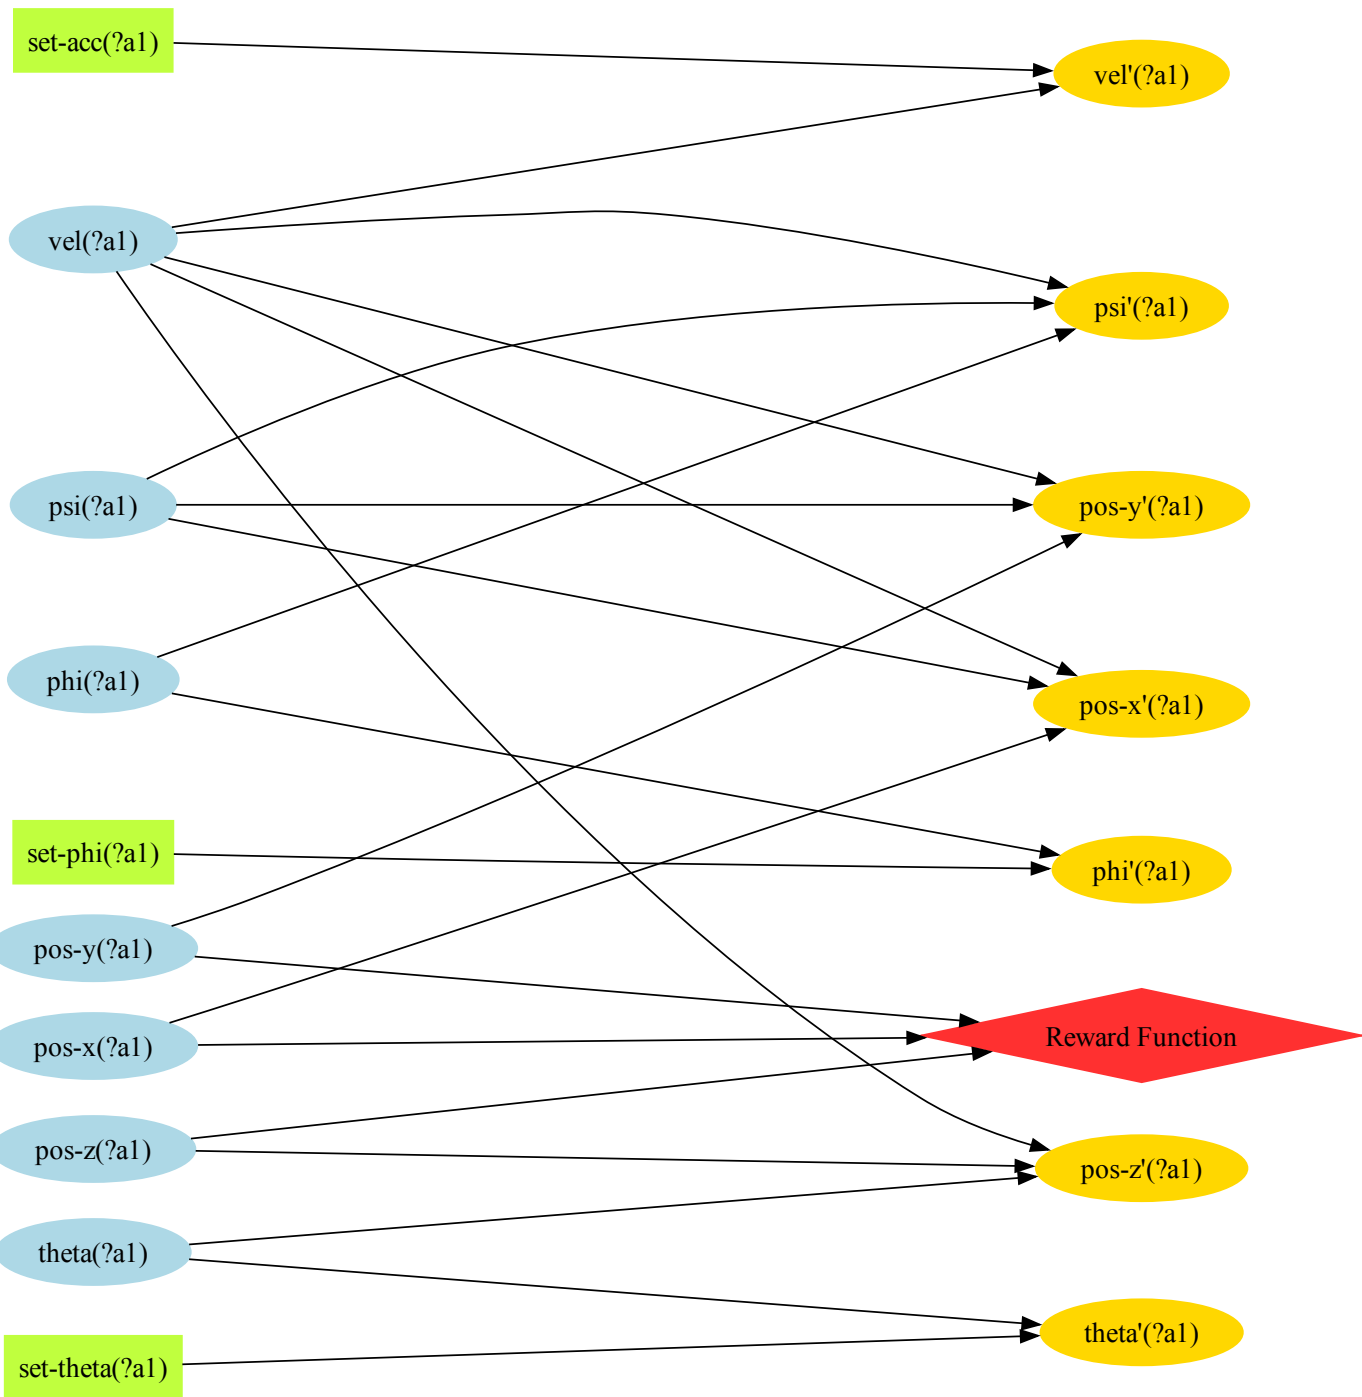 set-acc(?a1)
vel(?a1)
psi(?a1)
phi(?a1)
set-phi(?a1)
pos-y(?a1)
pos-x(?a1)
pos-z(?a1)
theta(?a1)
set-theta(?a1)
vel'(?a1)
psi'(?a1)
pos-y'(?a1)
pos-x'(?a1)
phi'(?a1)
Reward Function
pos-z'(?a1)
theta'(?a1)